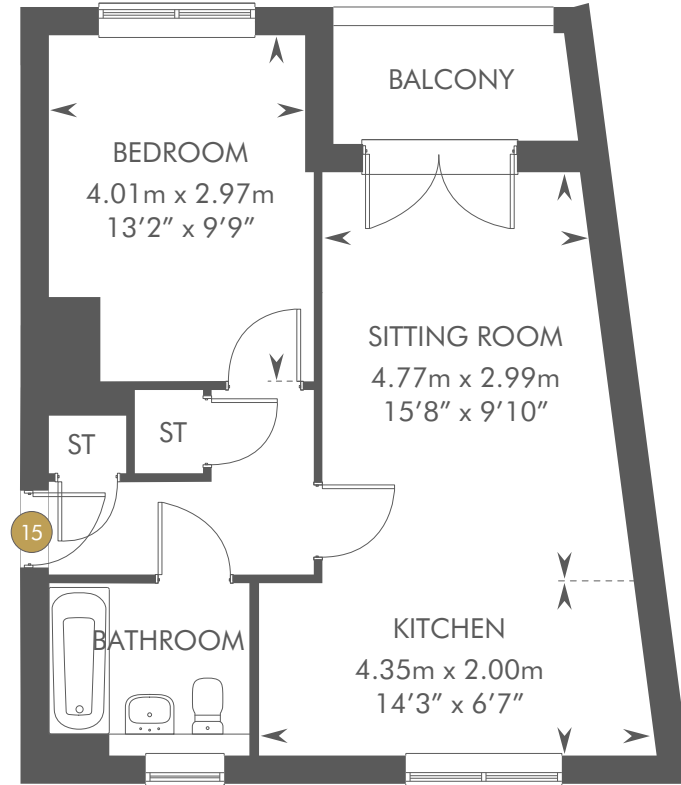 BALCONY
BEDROOM
4.01m x 2.97m
13’2” x 9’9”
SITTING ROOM
4.77m x 2.99m
15’8” x 9’10”
ST
ST
15
BATHROOM
KITCHEN
4.35m x 2.00m
14’3” x 6’7”